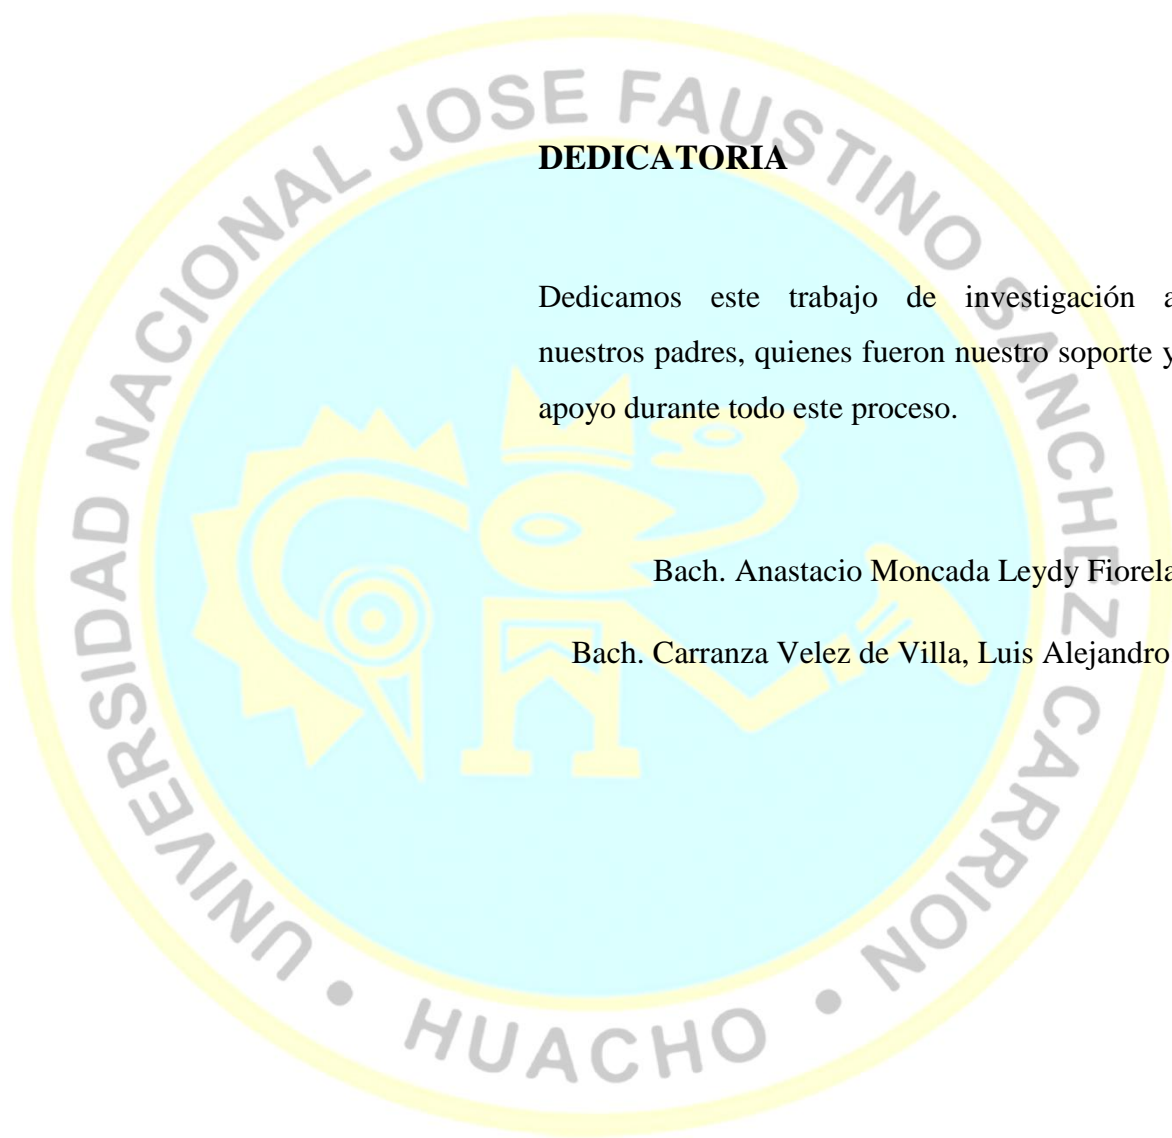 UNIVERSIDAD NACIONAL JOSE FAUSTINO SANCHEZ CARRION
• HUACHO •
DEDICATORIA
Dedicamos este trabajo de investigación a
nuestros padres, quienes fueron nuestro soporte y
apoyo durante todo este proceso.
Bach. Anastacio Moncada Leydy Fiorela
Bach. Carranza Velez de Villa, Luis Alejandro